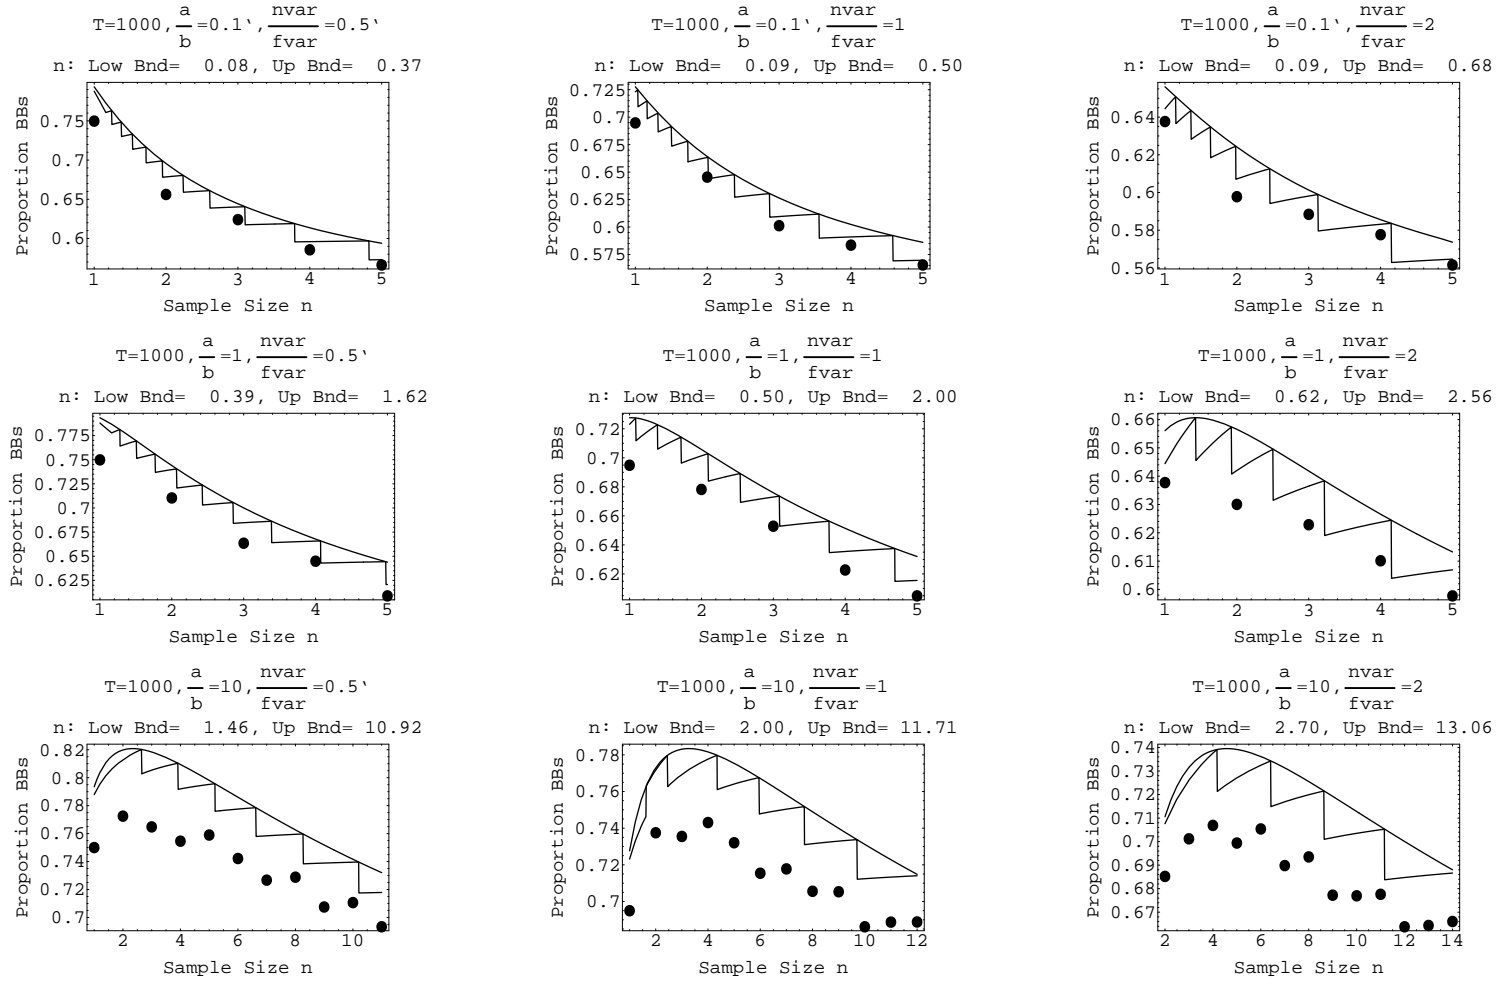 T=1000, a/b =0.1`, nvar/fvar =0.5`
n: Low Bnd= 0.08, Up Bnd= 0.37
Proportion BBs
0.75
0.7
0.65
0.6
1 2 3 4 5
Sample Size n
T=1000, a/b =0.1`, nvar/fvar =1
n: Low Bnd= 0.09, Up Bnd= 0.50
Proportion BBs
0.725
0.7
0.675
0.65
0.625
0.6
0.575
1 2 3 4 5
Sample Size n
T=1000, a/b =0.1`, nvar/fvar =2
n: Low Bnd= 0.09, Up Bnd= 0.68
Proportion BBs
0.64
0.62
0.6
0.58
0.56
1 2 3 4 5
Sample Size n
T=1000, a/b =1, nvar/fvar =0.5`
n: Low Bnd= 0.39, Up Bnd= 1.62
Proportion BBs
0.775
0.75
0.725
0.7
0.675
0.65
0.625
1 2 3 4 5
Sample Size n
T=1000, a/b =1, nvar/fvar =1
n: Low Bnd= 0.50, Up Bnd= 2.00
Proportion BBs
0.72
0.7
0.68
0.66
0.64
0.62
1 2 3 4 5
Sample Size n
T=1000, a/b =1, nvar/fvar =2
n: Low Bnd= 0.62, Up Bnd= 2.56
Proportion BBs
0.66
0.65
0.64
0.63
0.62
0.61
0.6
1 2 3 4 5
Sample Size n
T=1000, a/b =10, nvar/fvar =0.5`
n: Low Bnd= 1.46, Up Bnd= 10.92
Proportion BBs
0.82
0.8
0.78
0.76
0.74
0.72
0.7
2 4 6 8 10
Sample Size n
T=1000, a/b =10, nvar/fvar =1
n: Low Bnd= 2.00, Up Bnd= 11.71
Proportion BBs
0.78
0.76
0.74
0.72
0.7
2 4 6 8 10 12
Sample Size n
T=1000, a/b =10, nvar/fvar =2
n: Low Bnd= 2.70, Up Bnd= 13.06
Proportion BBs
0.74
0.73
0.72
0.71
0.7
0.69
0.68
0.67
2 4 6 8 10 12 14
Sample Size n